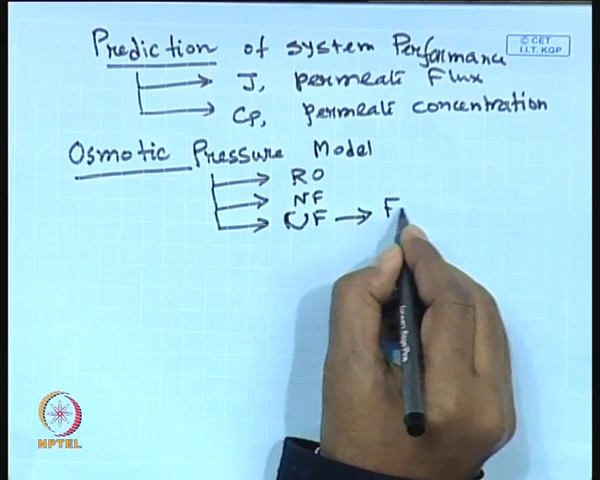 Prediction of system Performance
© CET
I.I.T. KGP
J, permeate Flux
Cp, permeate concentration
Osmotic Pressure Model
RO
NF
UF → F
NPTEL